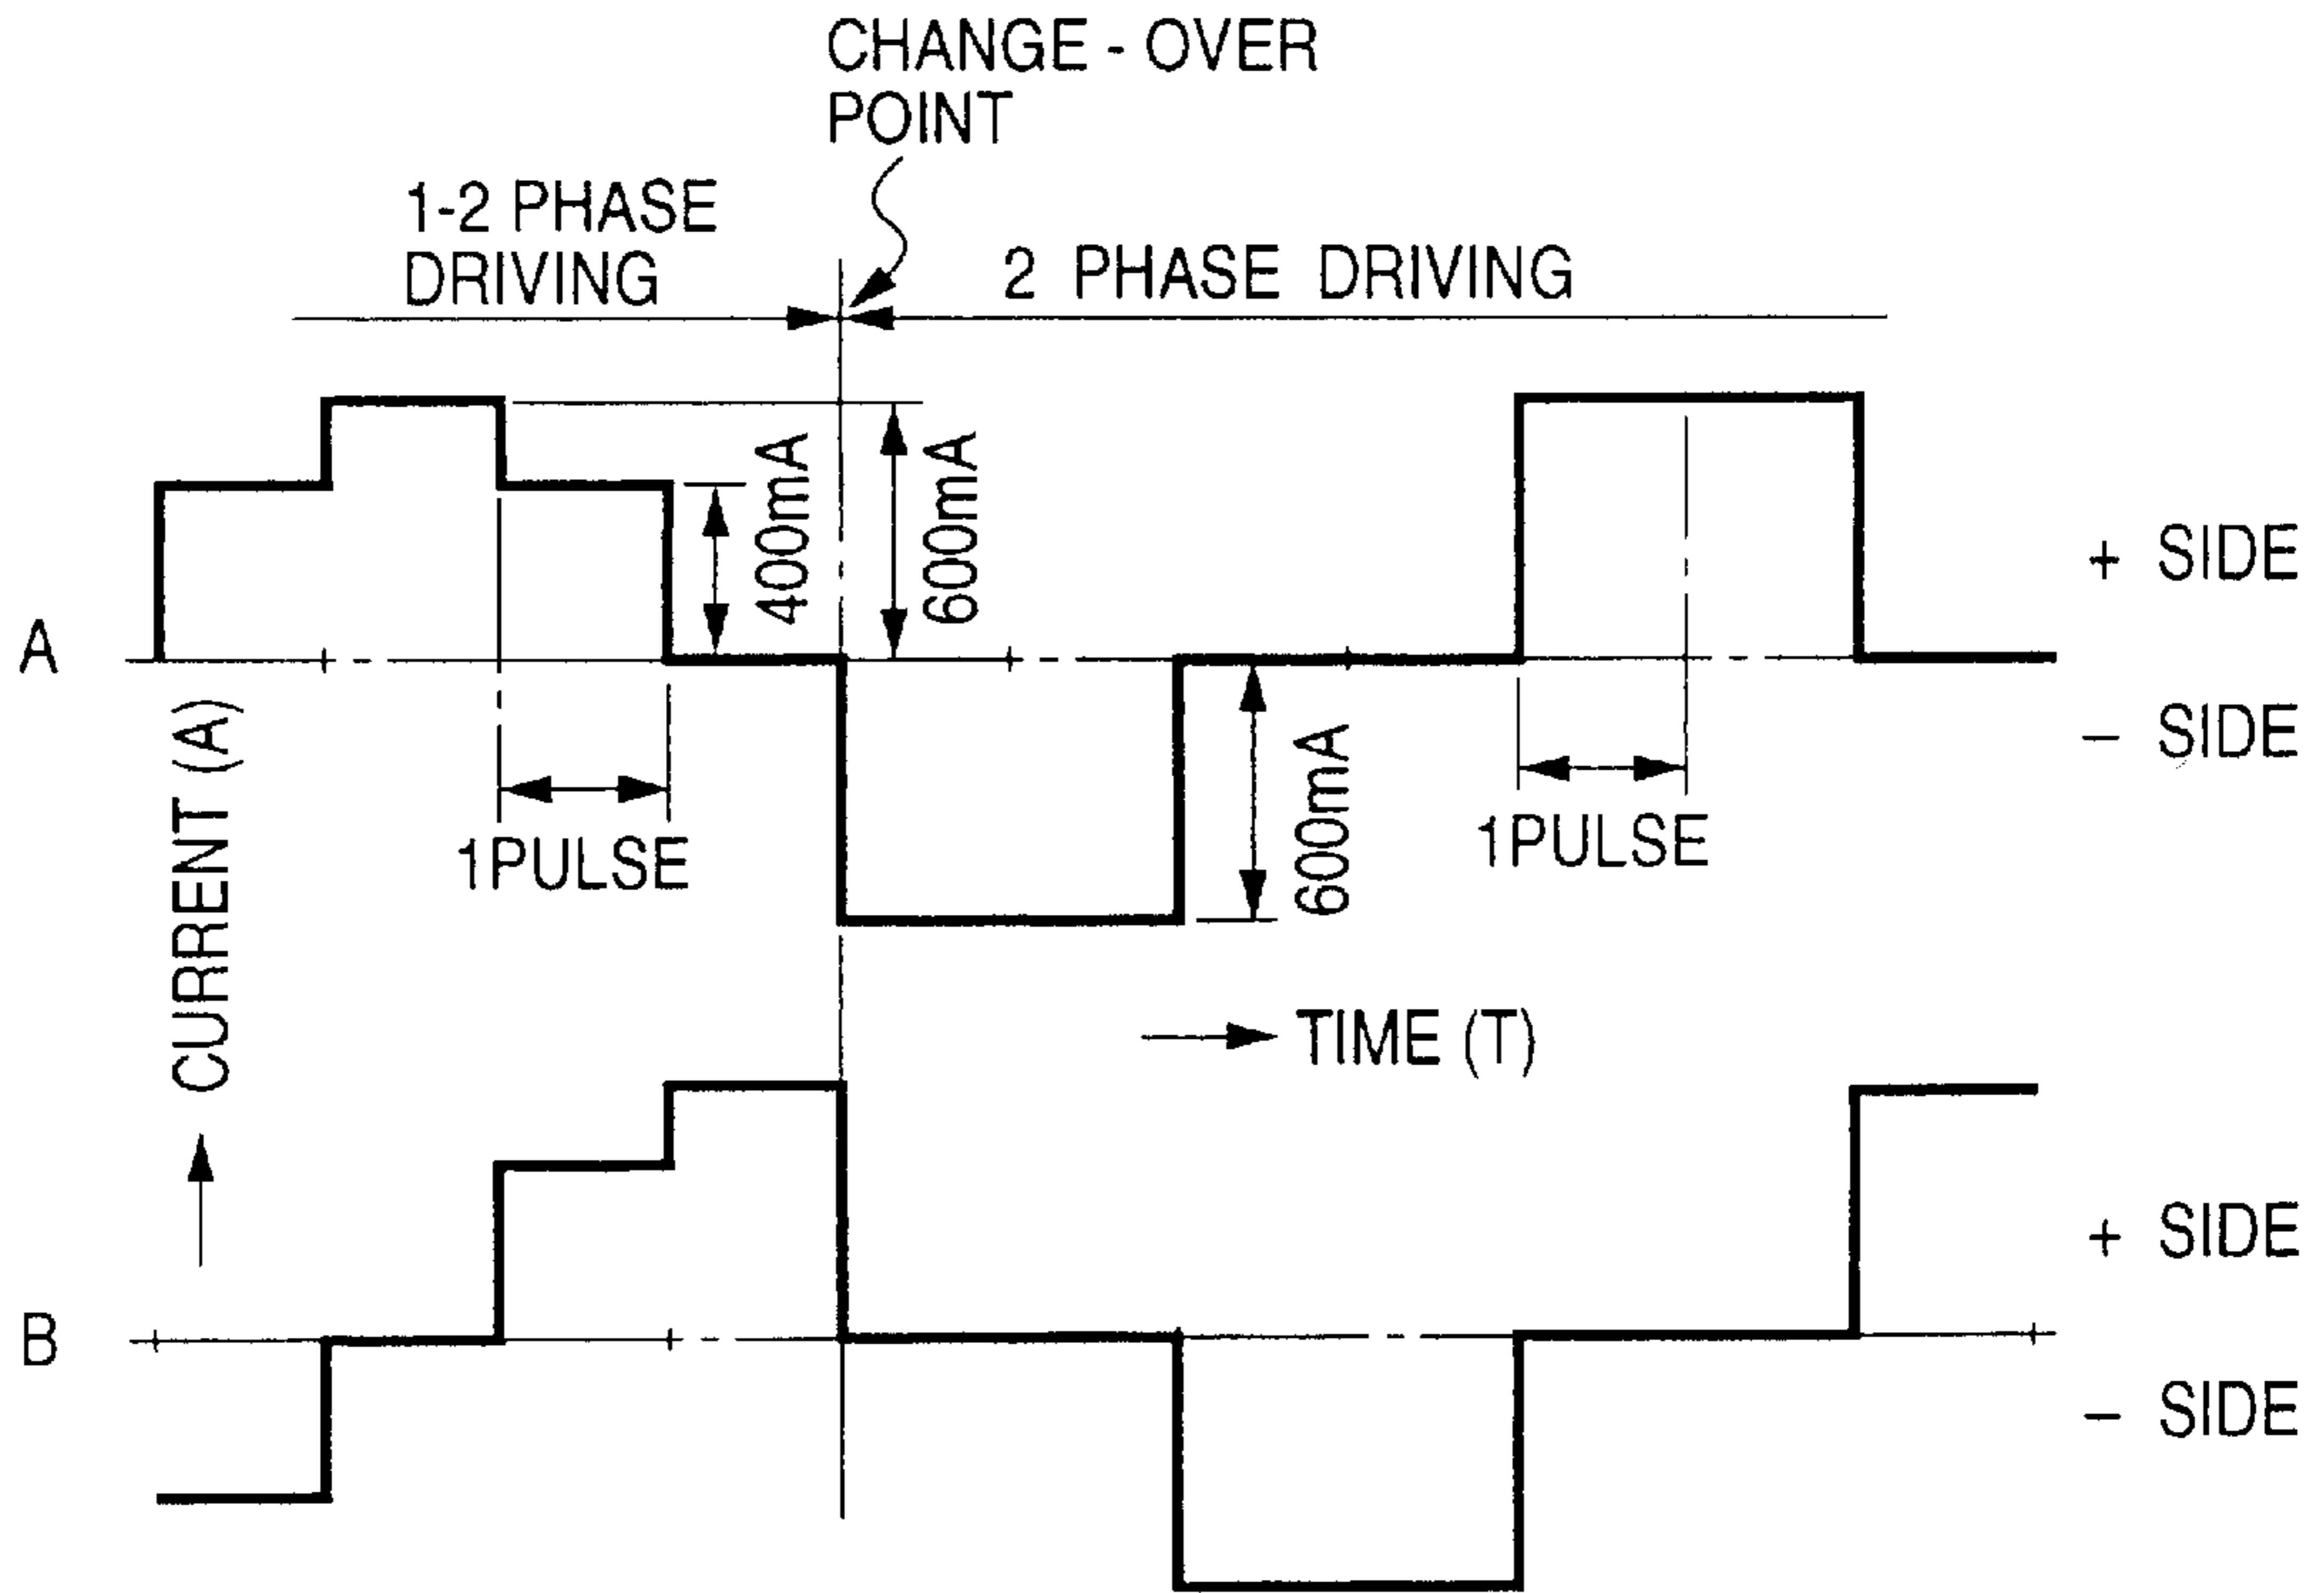 CHANGE - OVER
POINT
1-2 PHASE
DRIVING
2 PHASE DRIVING
400mA
600mA
+ SIDE
A
- SIDE
CURRENT (A)
1PULSE
600mA
1PULSE
TIME (T)
+ SIDE
B
- SIDE